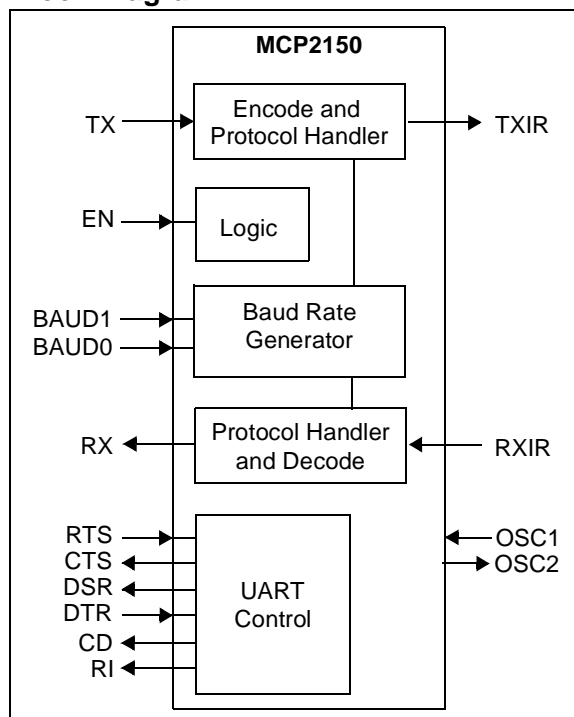 MCP2150
TX
Encode and
Protocol Handler
TXIR
EN
Logic
BAUD1
BAUD0
Baud Rate
Generator
RX
Protocol Handler
and Decode
RXIR
RTS
CTS
DSR
DTR
CD
RI
UART
Control
OSC1
OSC2